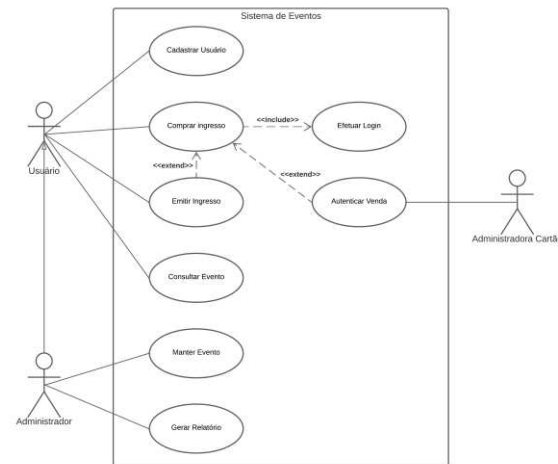 Sistema de Eventos
Cadastrar Usuário
Comprar ingresso
<<include>>
Efetuar Login
<<extend>>
<<extend>>
Usuário
Emitir Ingresso
Autenticar Venda
Administradora Cartã
Consultar Evento
Manter Evento
Administrador
Gerar Relatório